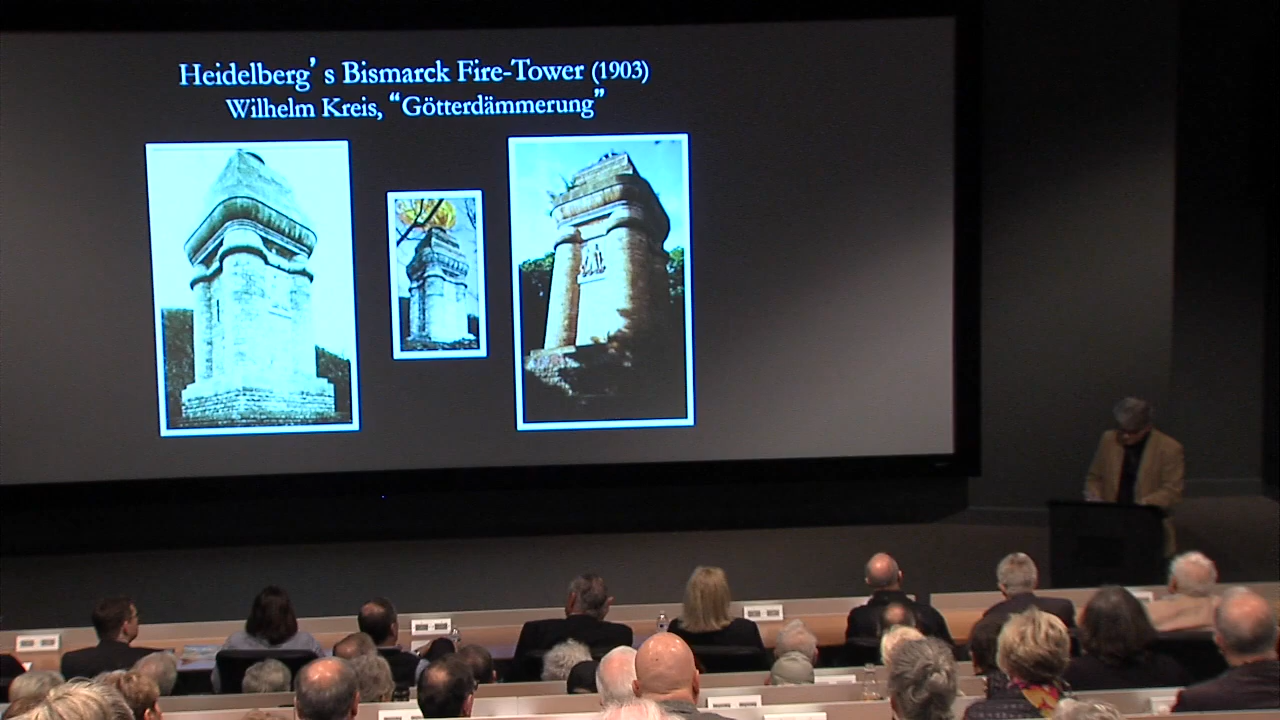 Heidelberg’ s Bismarck Fire-Tower (1903)
Wilhelm Kreis, “Götterdämmerung”